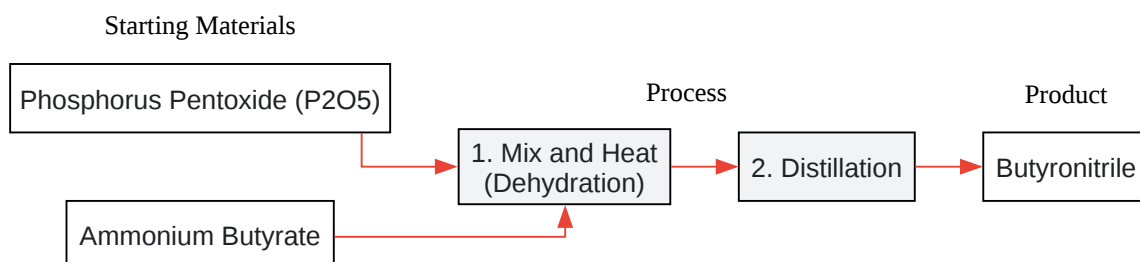 Starting Materials
Phosphorus Pentoxide (P2O5)
Process
Product
1. Mix and Heat
(Dehydration)
2. Distillation
Butyronitrile
Ammonium Butyrate